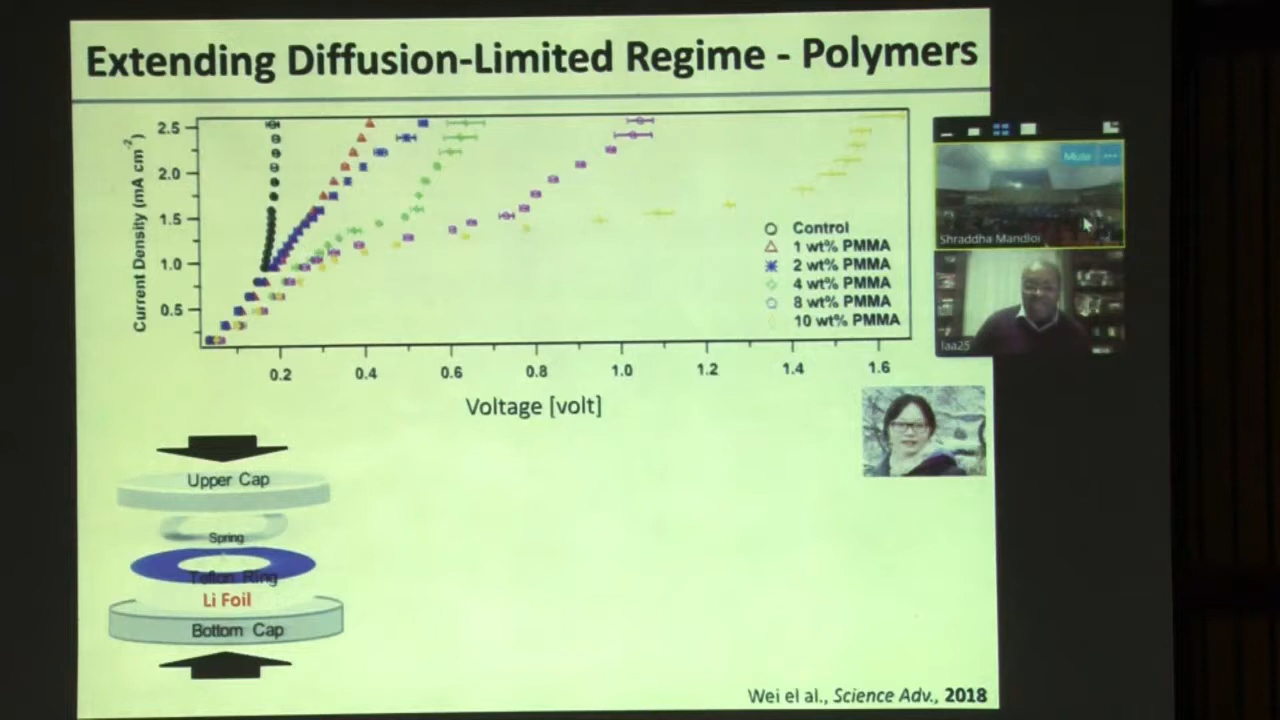 Extending Diffusion-Limited Regime - Polymers
Current Density (mA cm-2)
2.5
2.0
1.5
1.0
0.5
0.2 0.4 0.6 0.8 1.0 1.2 1.4 1.6
Voltage [volt]
Control
1 wt% PMMA
2 wt% PMMA
4 wt% PMMA
8 wt% PMMA
10 wt% PMMA
Mute
Shraddha Mandloi
laa25
Upper Cap
Spring
Teflon Ring
Li Foil
Bottom Cap
Wei el al., Science Adv., 2018